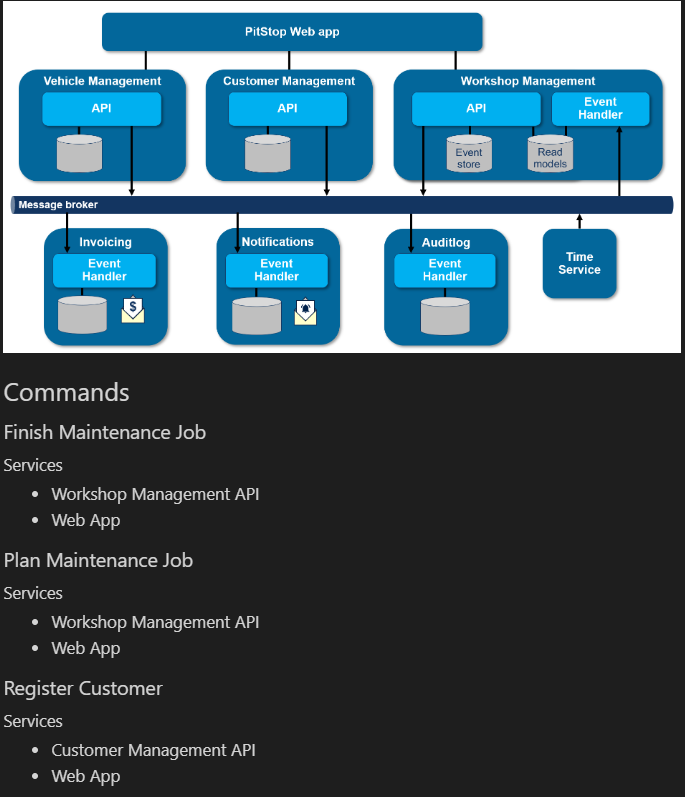 PitStop Web app
Vehicle Management
API
Customer Management
API
Workshop Management
API
Event
Handler
Event
store
Read
models
Message broker
Invoicing
Event
Handler
$
Notifications
Event
Handler
Auditlog
Event
Handler
Time
Service
Commands
Finish Maintenance Job
Services
• Workshop Management API
• Web App
Plan Maintenance Job
Services
• Workshop Management API
• Web App
Register Customer
Services
• Customer Management API
• Web App